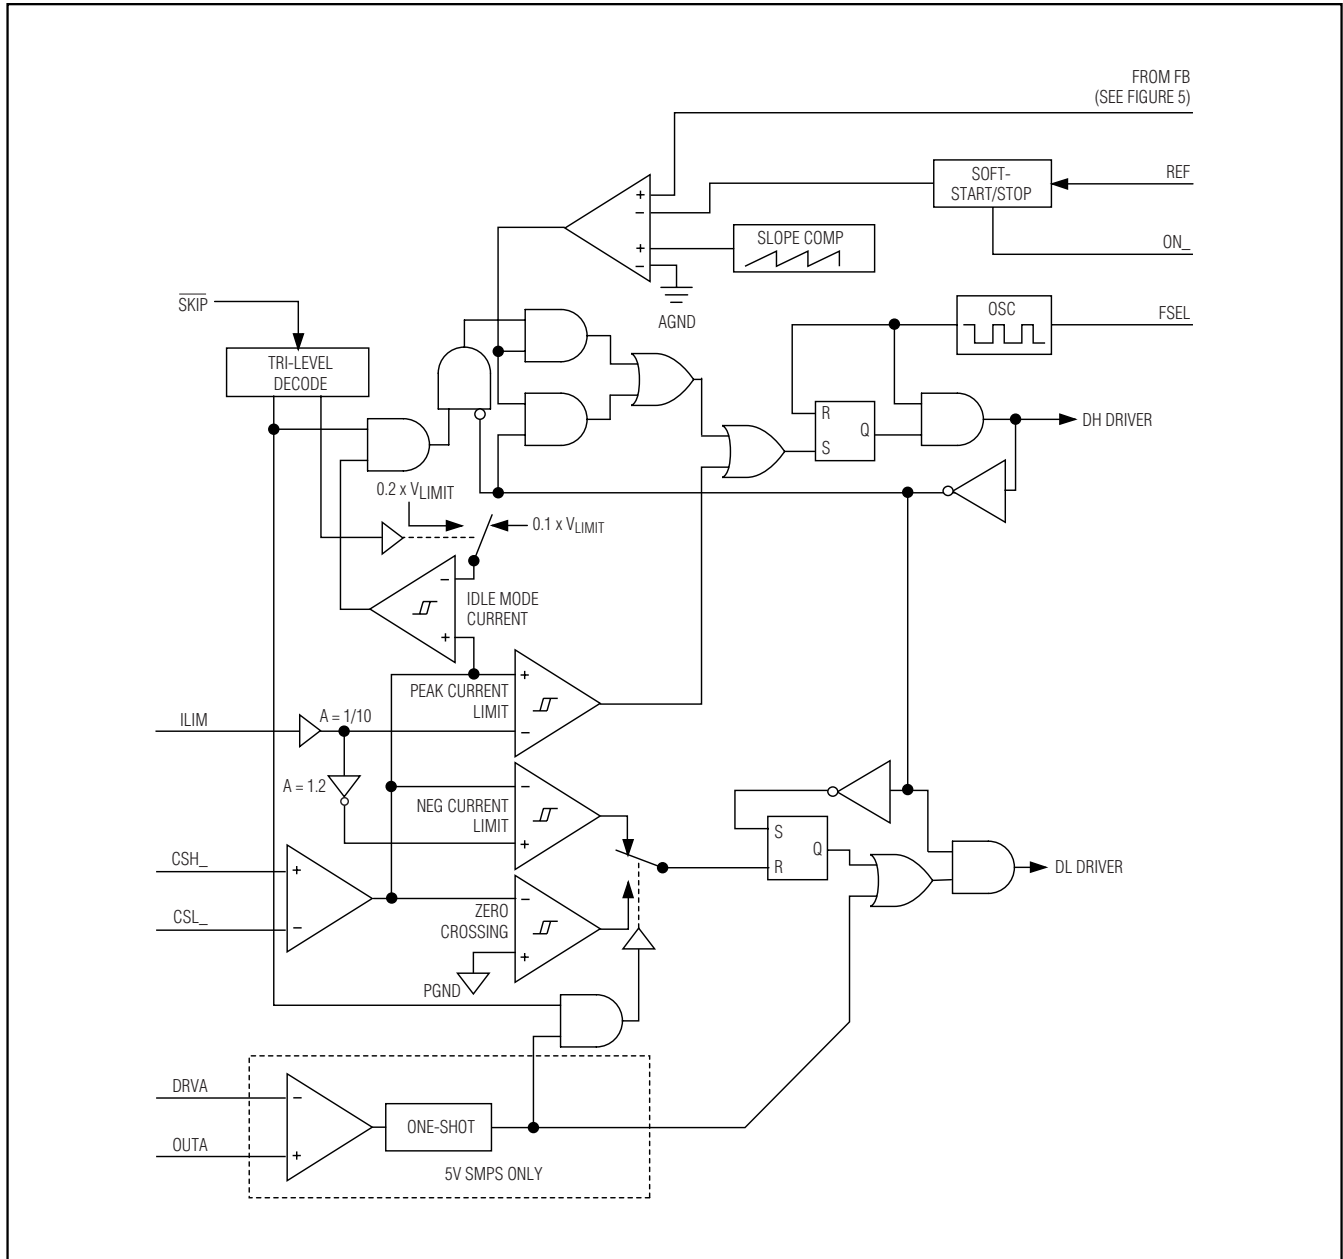 FROM FB
(SEE FIGURE 5)
SOFT-
START/STOP
REF
+
−
SLOPE COMP
+
−
ON_
AGND
OSC
FSEL
SKIP
TRI-LEVEL
DECODE
R
Q
S
DH DRIVER
0.2 x VLIMIT
0.1 x VLIMIT
−
IDLE MODE
CURRENT
+
PEAK CURRENT
LIMIT
+
−
ILIM
A = 1/10
A = 1.2
NEG CURRENT
LIMIT
−
+
S
Q
R
CSH_
+
DL DRIVER
CSL_
−
ZERO
CROSSING
−
+
PGND
DRVA
−
ONE-SHOT
OUTA
+
5V SMPS ONLY